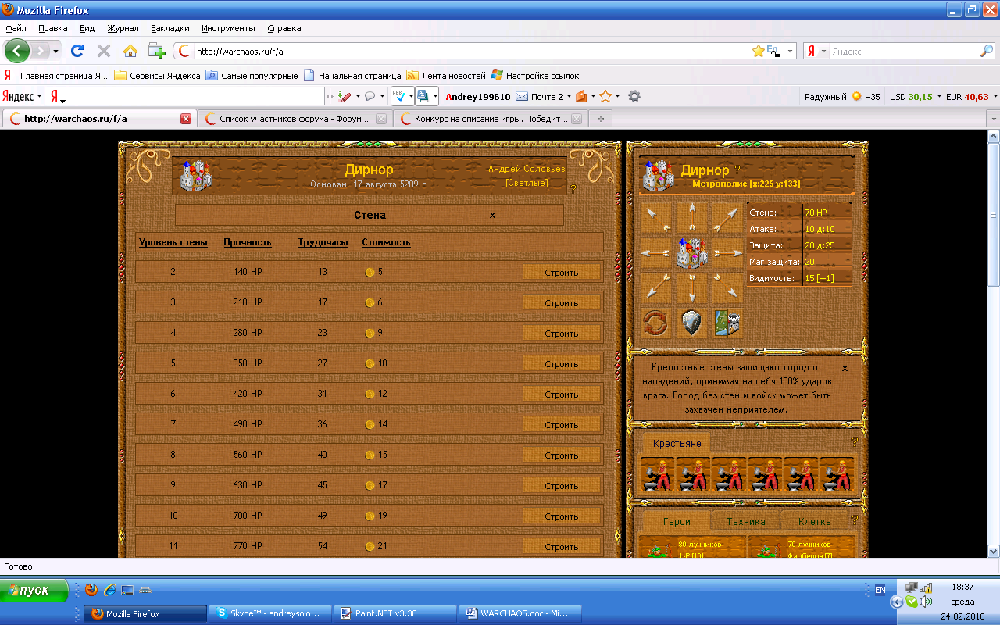 Mozilla Firefox
Файл Правка Вид Журнал Закладки Инструменты Справка
http://warchaos.ru/f/a
Яндекс
Главная страница Я... Сервисы Яндекса Самые популярные Начальная страница Лента новостей Настройка ссылок
Яндекс Я Andrey199610 Почта 2 Радужный -35 USD 30,15 EUR 40,63
http://warchaos.ru/f/a Список участников форума - Форум ... Конкурс на описание игры. Победит...
Дирнор
Основан: 17 августа 5209 г.
Андрей Соловьев
[Светлые]
?
Стена x
Уровень стены Прочность Трудочасы Стоимость
2 140 HP 13 5 Строить
3 210 HP 17 6 Строить
4 280 HP 23 9 Строить
5 350 HP 27 10 Строить
6 420 HP 31 12 Строить
7 490 HP 36 14 Строить
8 560 HP 40 15 Строить
9 630 HP 45 17 Строить
10 700 HP 49 19 Строить
11 770 HP 54 21 Строить
Дирнор ?
Метрополис [x:225 y:133]
Стена: 70 HP
Атака: 10 д:10
Защита: 20 д:25
Маг.защита: 20
Видимость: 15 [+1]
Крепостные стены защищают город от x
нападений, принимая на себя 100% ударов
врага. Город без стен и войск может быть
захвачен неприятелем.
Крестьяне ?
Герои Техника Клетка ?
80 лучников
1-Р [10]
70 лучников
Фарбеорн [7]
Готово
пуск
EN
Mozilla Firefox Skype™ - andreysolo... Paint.NET v3.30 WARCHAOS.doc - Mi...
18:37
среда
24.02.2010